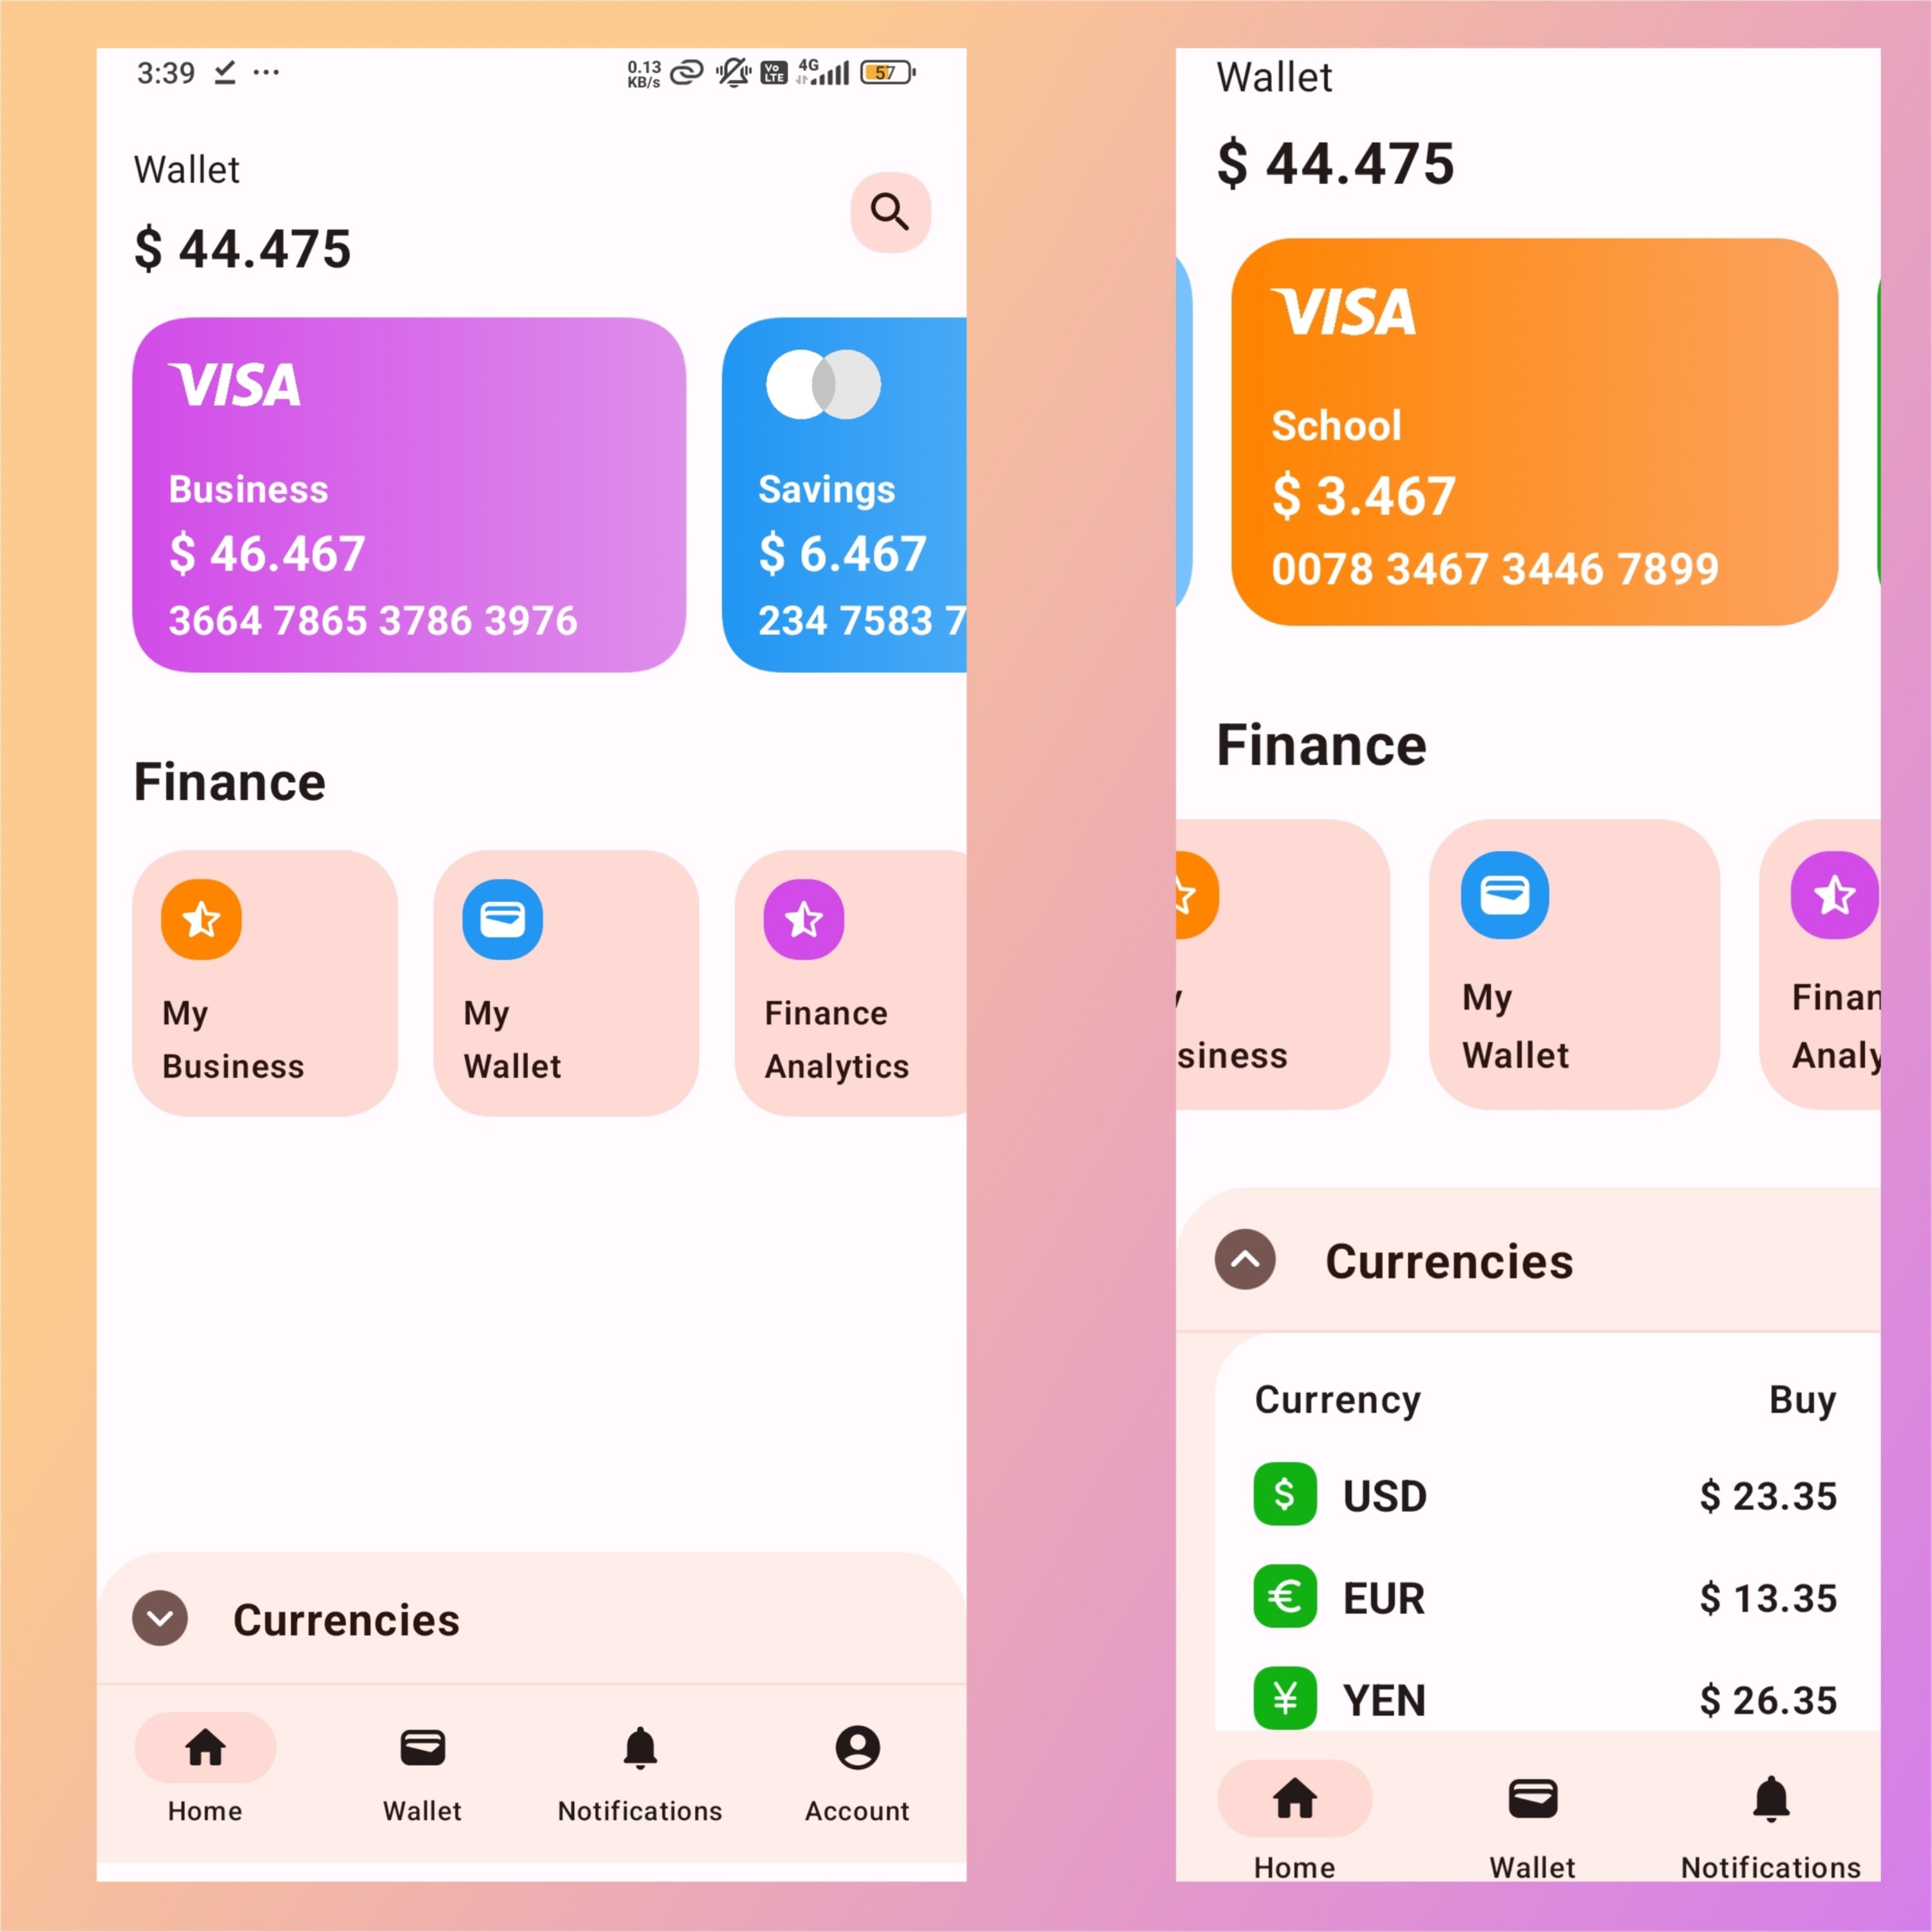 3:39
0.13
KB/s
Vo
LTE
4G
57
Wallet
$ 44.475
VISA
Business
$ 46.467
3664 7865 3786 3976
Savings
$ 6.467
234 7583 7
Finance
My
Business
My
Wallet
Finance
Analytics
Currencies
Home
Wallet
Notifications
Account
Wallet
$ 44.475
VISA
School
$ 3.467
0078 3467 3446 7899
Finance
y
siness
My
Wallet
Finan
Analy
Currencies
Currency Buy
$ USD $ 23.35
€ EUR $ 13.35
¥ YEN $ 26.35
Home
Wallet
Notifications